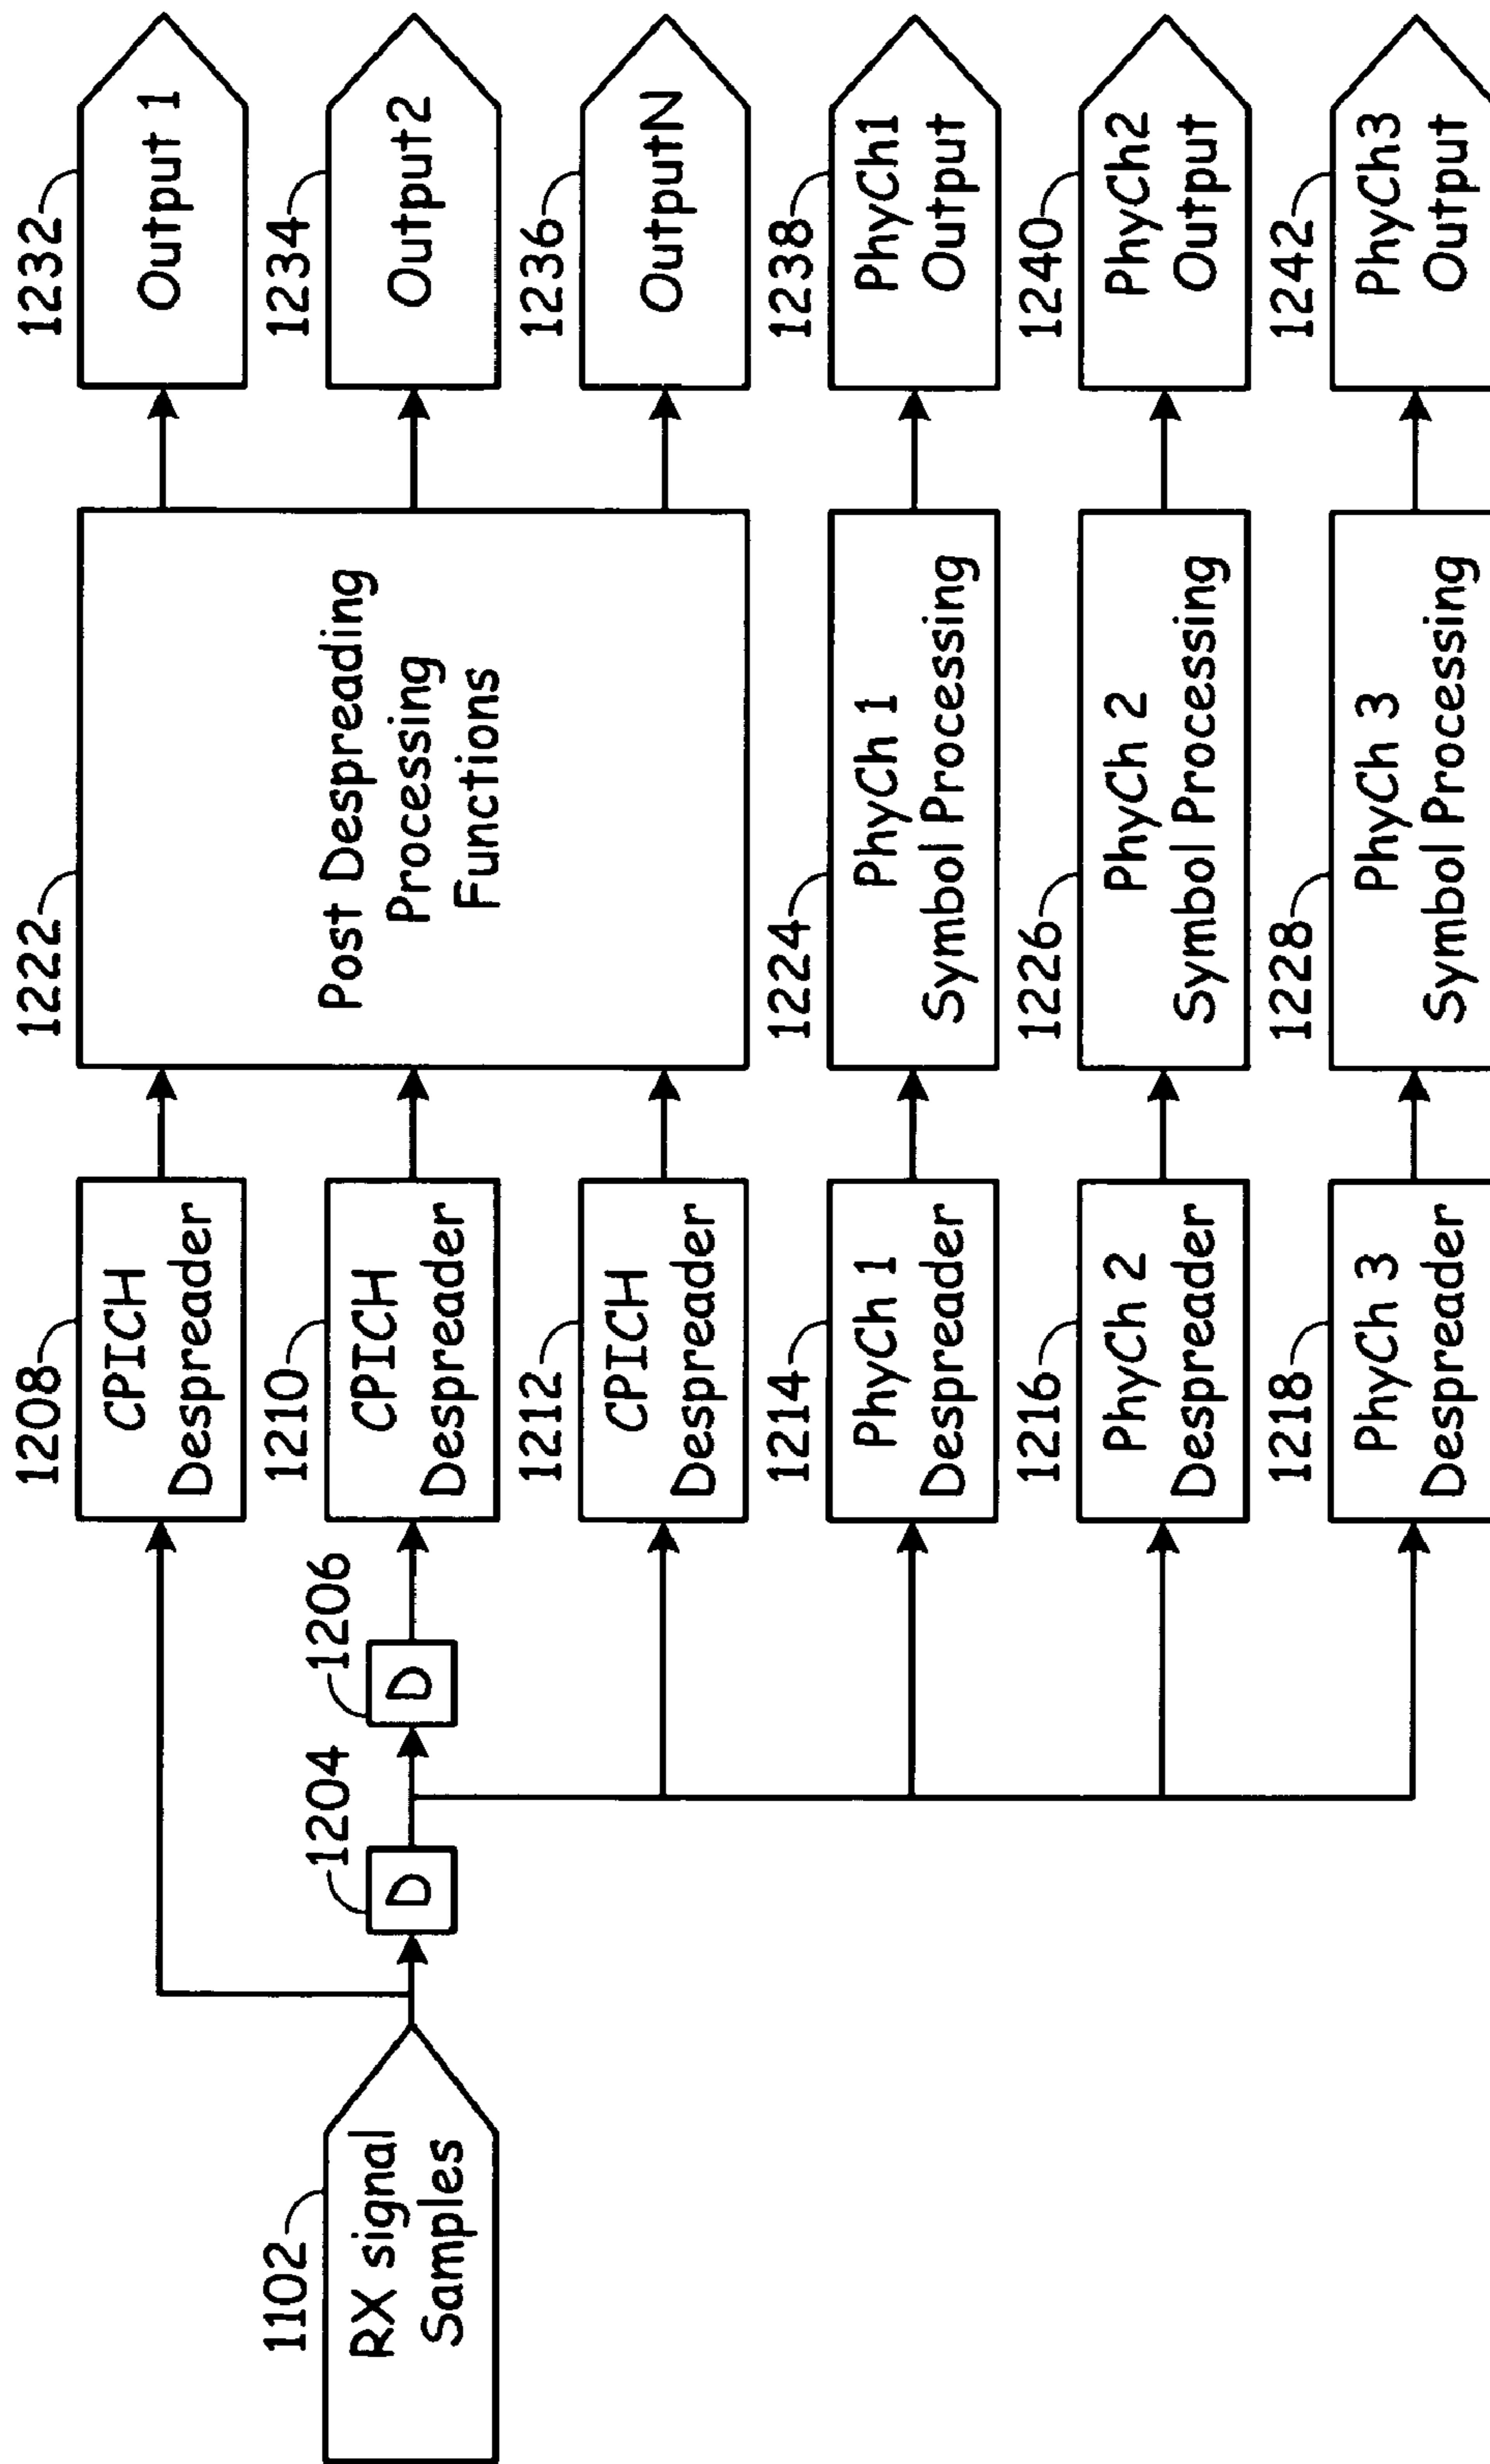 1102
RX signal
Samples
1204
D
1206
D
1208
CPICH
Despreader
1210
CPICH
Despreader
1212
CPICH
Despreader
1214
PhyCh 1
Despreader
1216
PhyCh 2
Despreader
1218
PhyCh 3
Despreader
1222
Post Despreading
Processing
Functions
1224
PhyCh 1
Symbol Processing
1226
PhyCh 2
Symbol Processing
1228
PhyCh 3
Symbol Processing
1232
Output 1
1234
Output2
1236
OutputN
1238
PhyCh1
Output
1240
PhyCh2
Output
1242
PhyCh3
Output